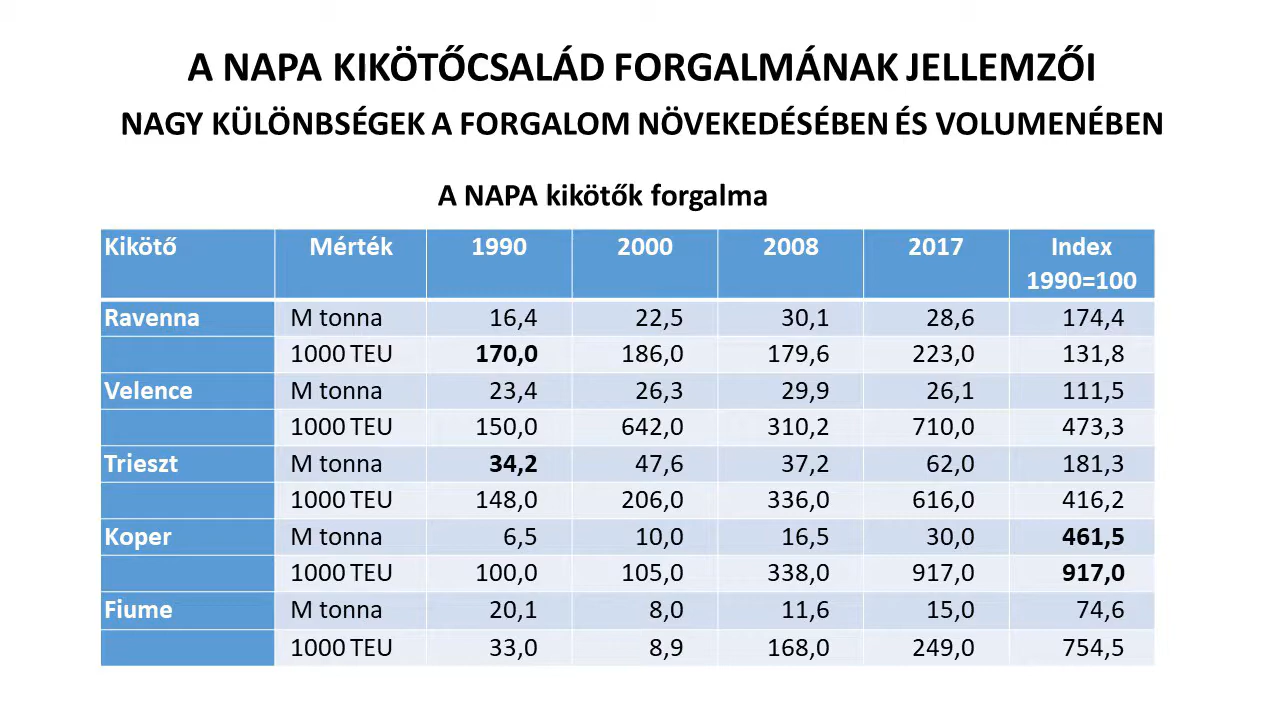 A NAPA KIKÖTŐCSALÁD FORGALMÁNAK JELLEMZŐI
NAGY KÜLÖNBSÉGEK A FORGALOM NÖVEKEDÉSÉBEN ÉS VOLUMENÉBEN
A NAPA kikötők forgalma
Kikötő Mérték 1990 2000 2008 2017 Index
1990=100
Ravenna M tonna 16,4 22,5 30,1 28,6 174,4
1000 TEU 170,0 186,0 179,6 223,0 131,8
Velence M tonna 23,4 26,3 29,9 26,1 111,5
1000 TEU 150,0 642,0 310,2 710,0 473,3
Trieszt M tonna 34,2 47,6 37,2 62,0 181,3
1000 TEU 148,0 206,0 336,0 616,0 416,2
Koper M tonna 6,5 10,0 16,5 30,0 461,5
1000 TEU 100,0 105,0 338,0 917,0 917,0
Fiume M tonna 20,1 8,0 11,6 15,0 74,6
1000 TEU 33,0 8,9 168,0 249,0 754,5